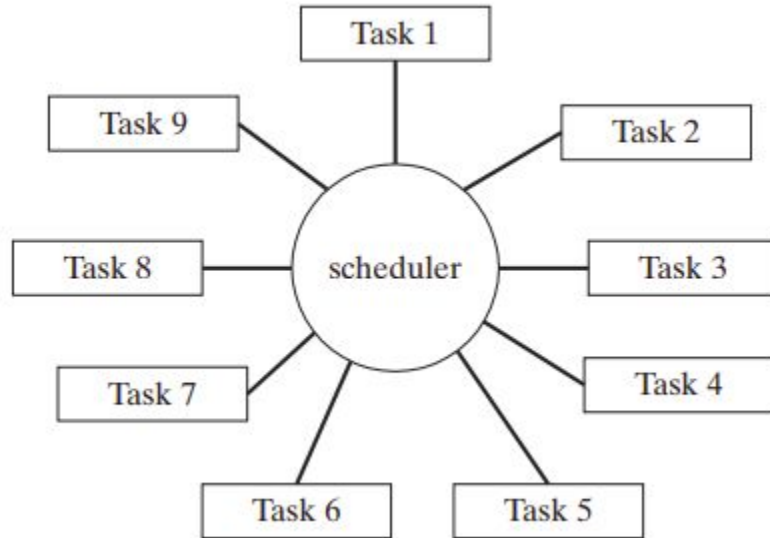 Task 1
Task 9
Task 2
Task 8
scheduler
Task 3
Task 7
Task 4
Task 6
Task 5